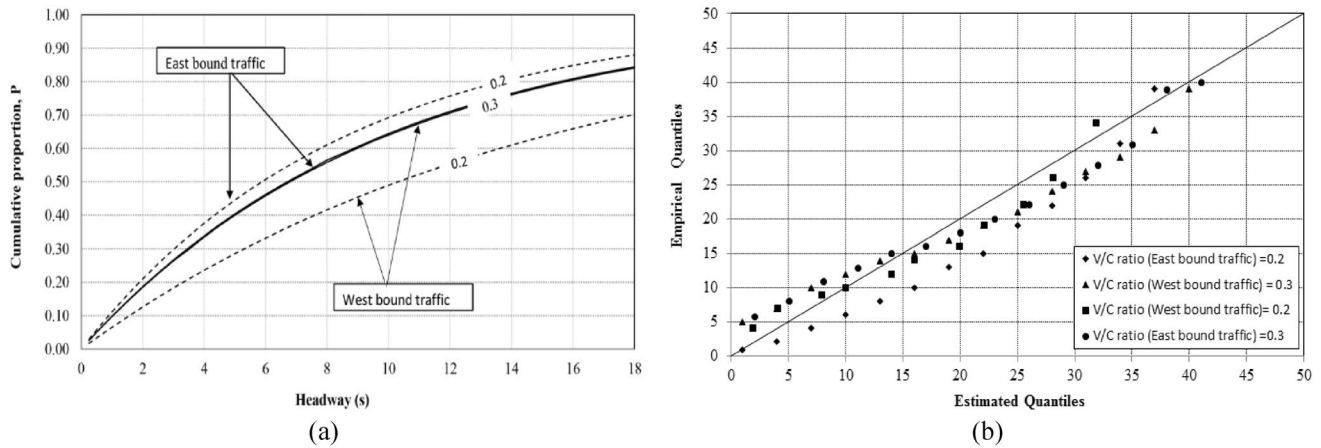 1.00
0.90
0.80
0.70
0.60
0.50
0.40
0.30
0.20
0.10
0.00
Cumulative proportion, P
East bound traffic
0.2
0.3
0.2
West bound traffic
0 2 4 6 8 10 12 14 16 18
Headway (s)
(a)
50
45
40
35
30
25
20
15
10
5
0
Empirical Quantiles
V/C ratio (East bound traffic) =0.2
V/C ratio (West bound traffic) = 0.3
V/C ratio (West bound traffic)= 0.2
V/C ratio (East bound traffic) =0.3
0 5 10 15 20 25 30 35 40 45 50
Estimated Quantiles
(b)